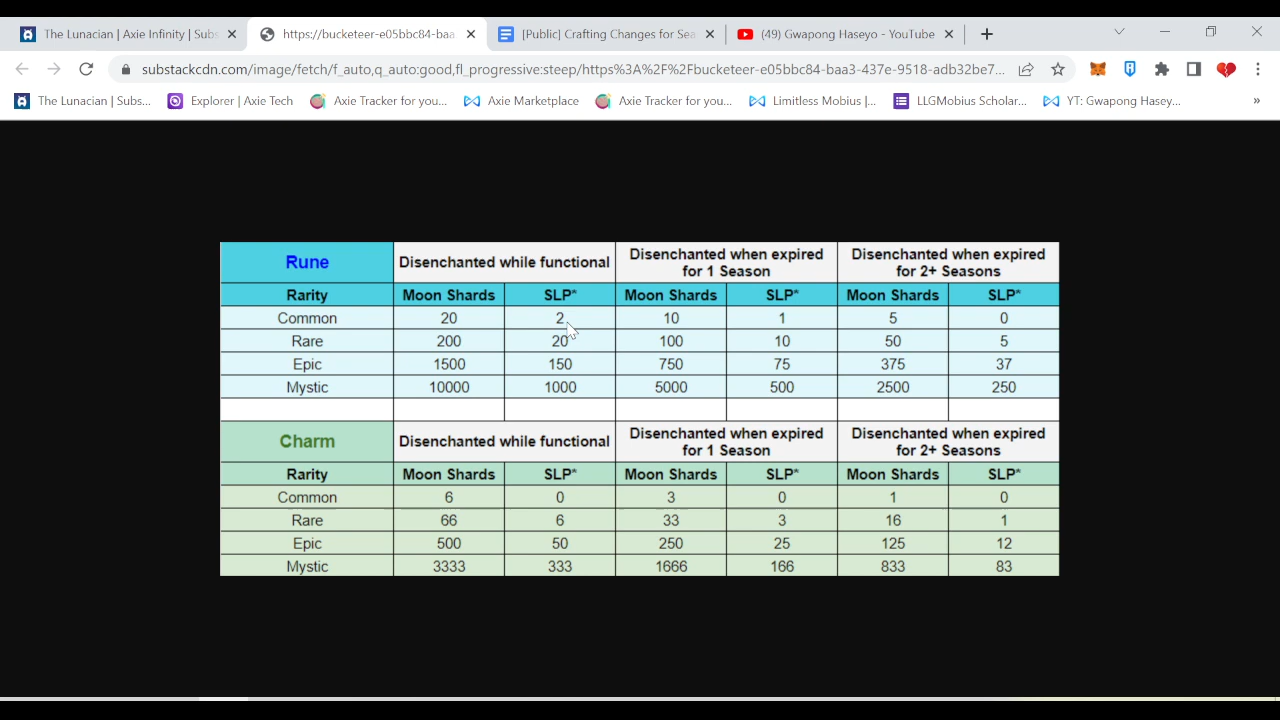 The Lunacian | Axie Infinity | Subs
https://bucketeer-e05bbc84-baa
[Public] Crafting Changes for Sea
(49) Gwapong Haseyo - YouTube
substackcdn.com/image/fetch/f_auto,q_auto:good,fl_progressive:steep/https%3A%2F%2Fbucketeer-e05bbc84-baa3-437e-9518-adb32be7...
The Lunacian | Subs... Explorer | Axie Tech Axie Tracker for you... Axie Marketplace Axie Tracker for you... Limitless Mobius |... LLGMobius Scholar... YT: Gwapong Hasey... »
Rune Disenchanted while functional Disenchanted when expired for 1 Season Disenchanted when expired for 2+ Seasons
Rarity Moon Shards SLP* Moon Shards SLP* Moon Shards SLP*
Common 20 2 10 1 5 0
Rare 200 20 100 10 50 5
Epic 1500 150 750 75 375 37
Mystic 10000 1000 5000 500 2500 250
Charm Disenchanted while functional Disenchanted when expired for 1 Season Disenchanted when expired for 2+ Seasons
Rarity Moon Shards SLP* Moon Shards SLP* Moon Shards SLP*
Common 6 0 3 0 1 0
Rare 66 6 33 3 16 1
Epic 500 50 250 25 125 12
Mystic 3333 333 1666 166 833 83